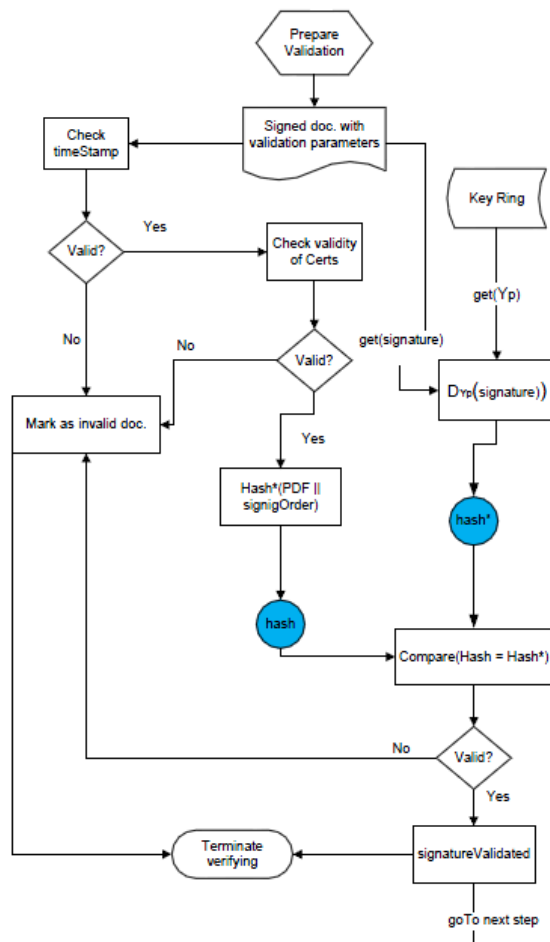 Prepare
Validation
Signed doc. with
validation parameters
Check
timeStamp
Key Ring
Yes
Valid?
Check validity
of Certs
get(Yp)
No
No
Valid?
get(signature)
DYp(signature))
Mark as invalid doc.
Yes
Hash*(PDF ||
signigOrder)
hash*
hash
Compare(Hash = Hash*)
No
Valid?
Yes
Terminate
verifying
signatureValidated
goTo next step